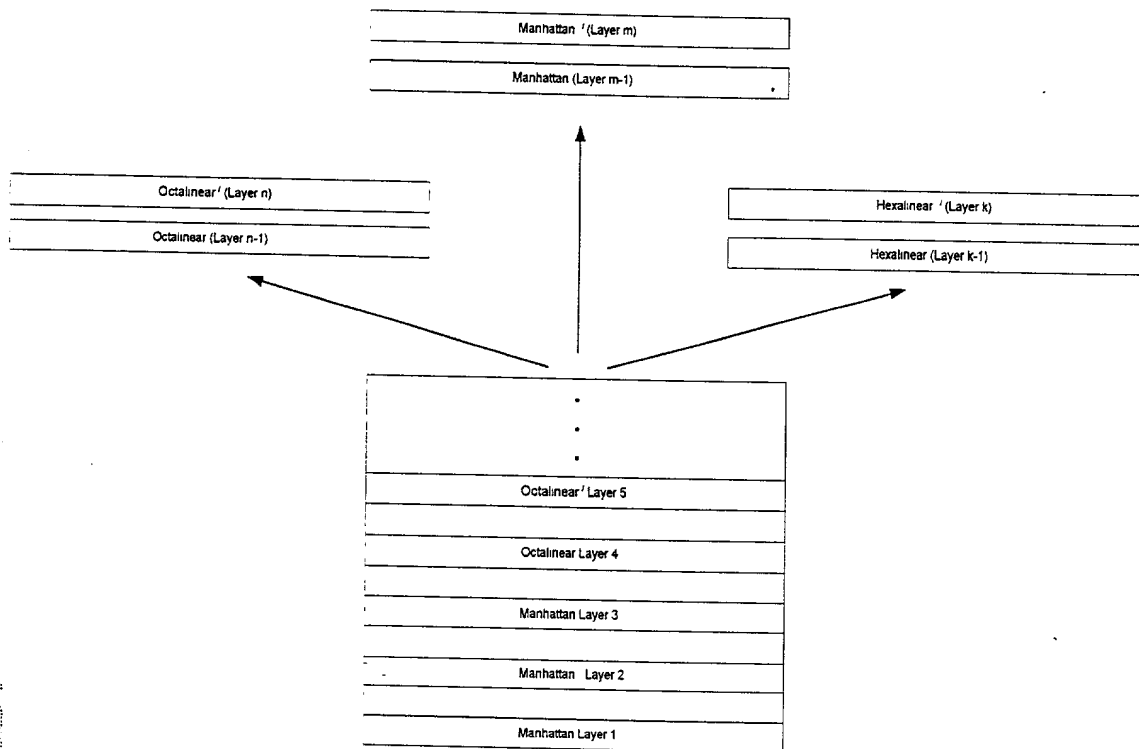 Manhattan ' (Layer m)
Manhattan (Layer m-1)
Octalinear ' (Layer n)
Octalinear (Layer n-1)
Hexalinear ' (Layer k)
Hexalinear (Layer k-1)
Octalinear ' Layer 5
Octalinear Layer 4
Manhattan Layer 3
Manhattan Layer 2
Manhattan Layer 1